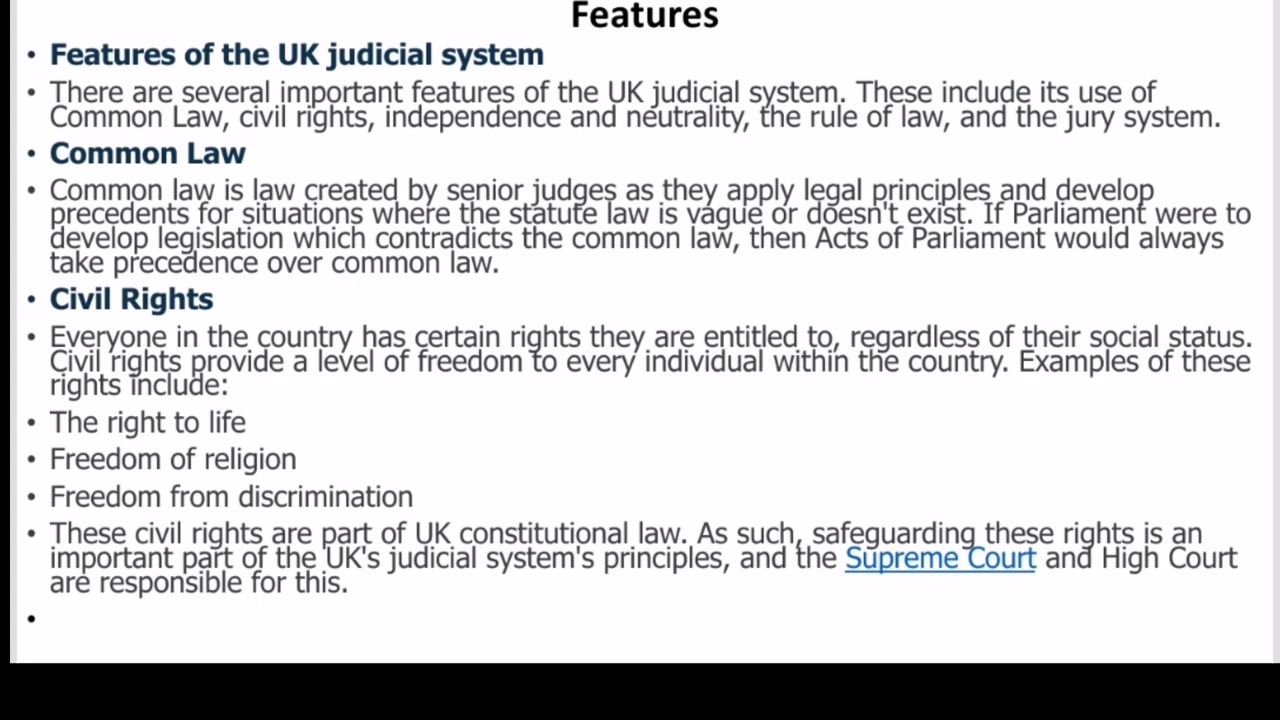 Features
• Features of the UK judicial system
• There are several important features of the UK judicial system. These include its use of
Common Law, civil rights, independence and neutrality, the rule of law, and the jury system.
• Common Law
• Common law is law created by senior judges as they apply legal principles and develop
precedents for situations where the statute law is vague or doesn't exist. If Parliament were to
develop legislation which contradicts the common law, then Acts of Parliament would always
take precedence over common law.
• Civil Rights
• Everyone in the country has certain rights they are entitled to, regardless of their social status.
Civil rights provide a level of freedom to every individual within the country. Examples of these
rights include:
• The right to life
• Freedom of religion
• Freedom from discrimination
• These civil rights are part of UK constitutional law. As such, safeguarding these rights is an
important part of the UK's judicial system's principles, and the Supreme Court and High Court
are responsible for this.
•